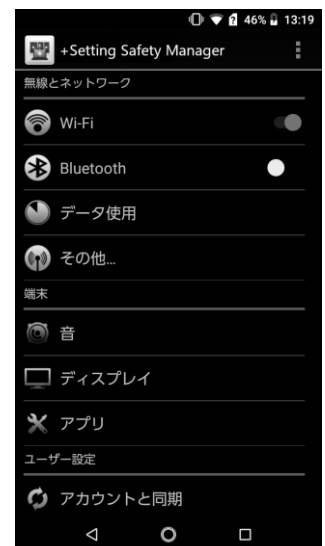 46% 13:19
+Setting Safety Manager
無線とネットワーク
Wi-Fi
Bluetooth
データ使用
その他...
端末
音
ディスプレイ
アプリ
ユーザー設定
アカウントと同期